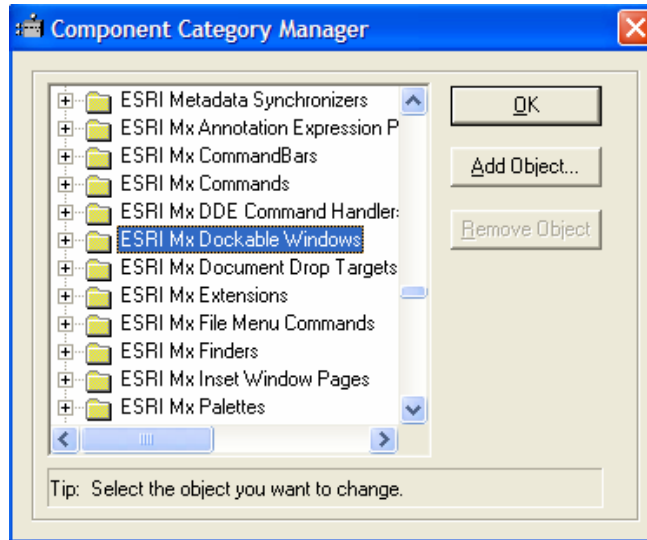 Component Category Manager
ESRI Metadata Synchronizers
ESRI Mx Annotation Expression P
ESRI Mx CommandBars
ESRI Mx Commands
ESRI Mx DDE Command Handler
ESRI Mx Dockable Windows
ESRI Mx Document Drop Targets
ESRI Mx Extensions
ESRI Mx File Menu Commands
ESRI Mx Finders
ESRI Mx Inset Window Pages
ESRI Mx Palettes
OK
Add Object...
Remove Object
Tip: Select the object you want to change.